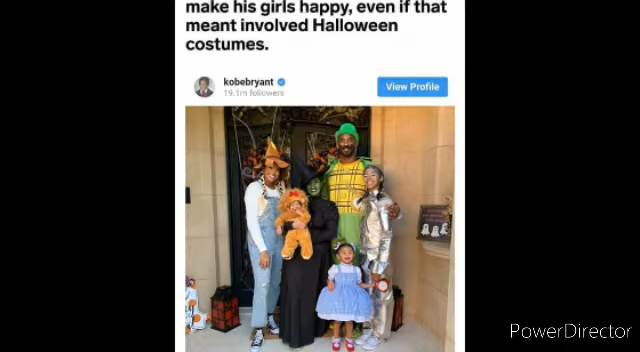 make his girls happy, even if that
meant involved Halloween
costumes.
kobebryant
19.1m followers
View Profile
PowerDirector